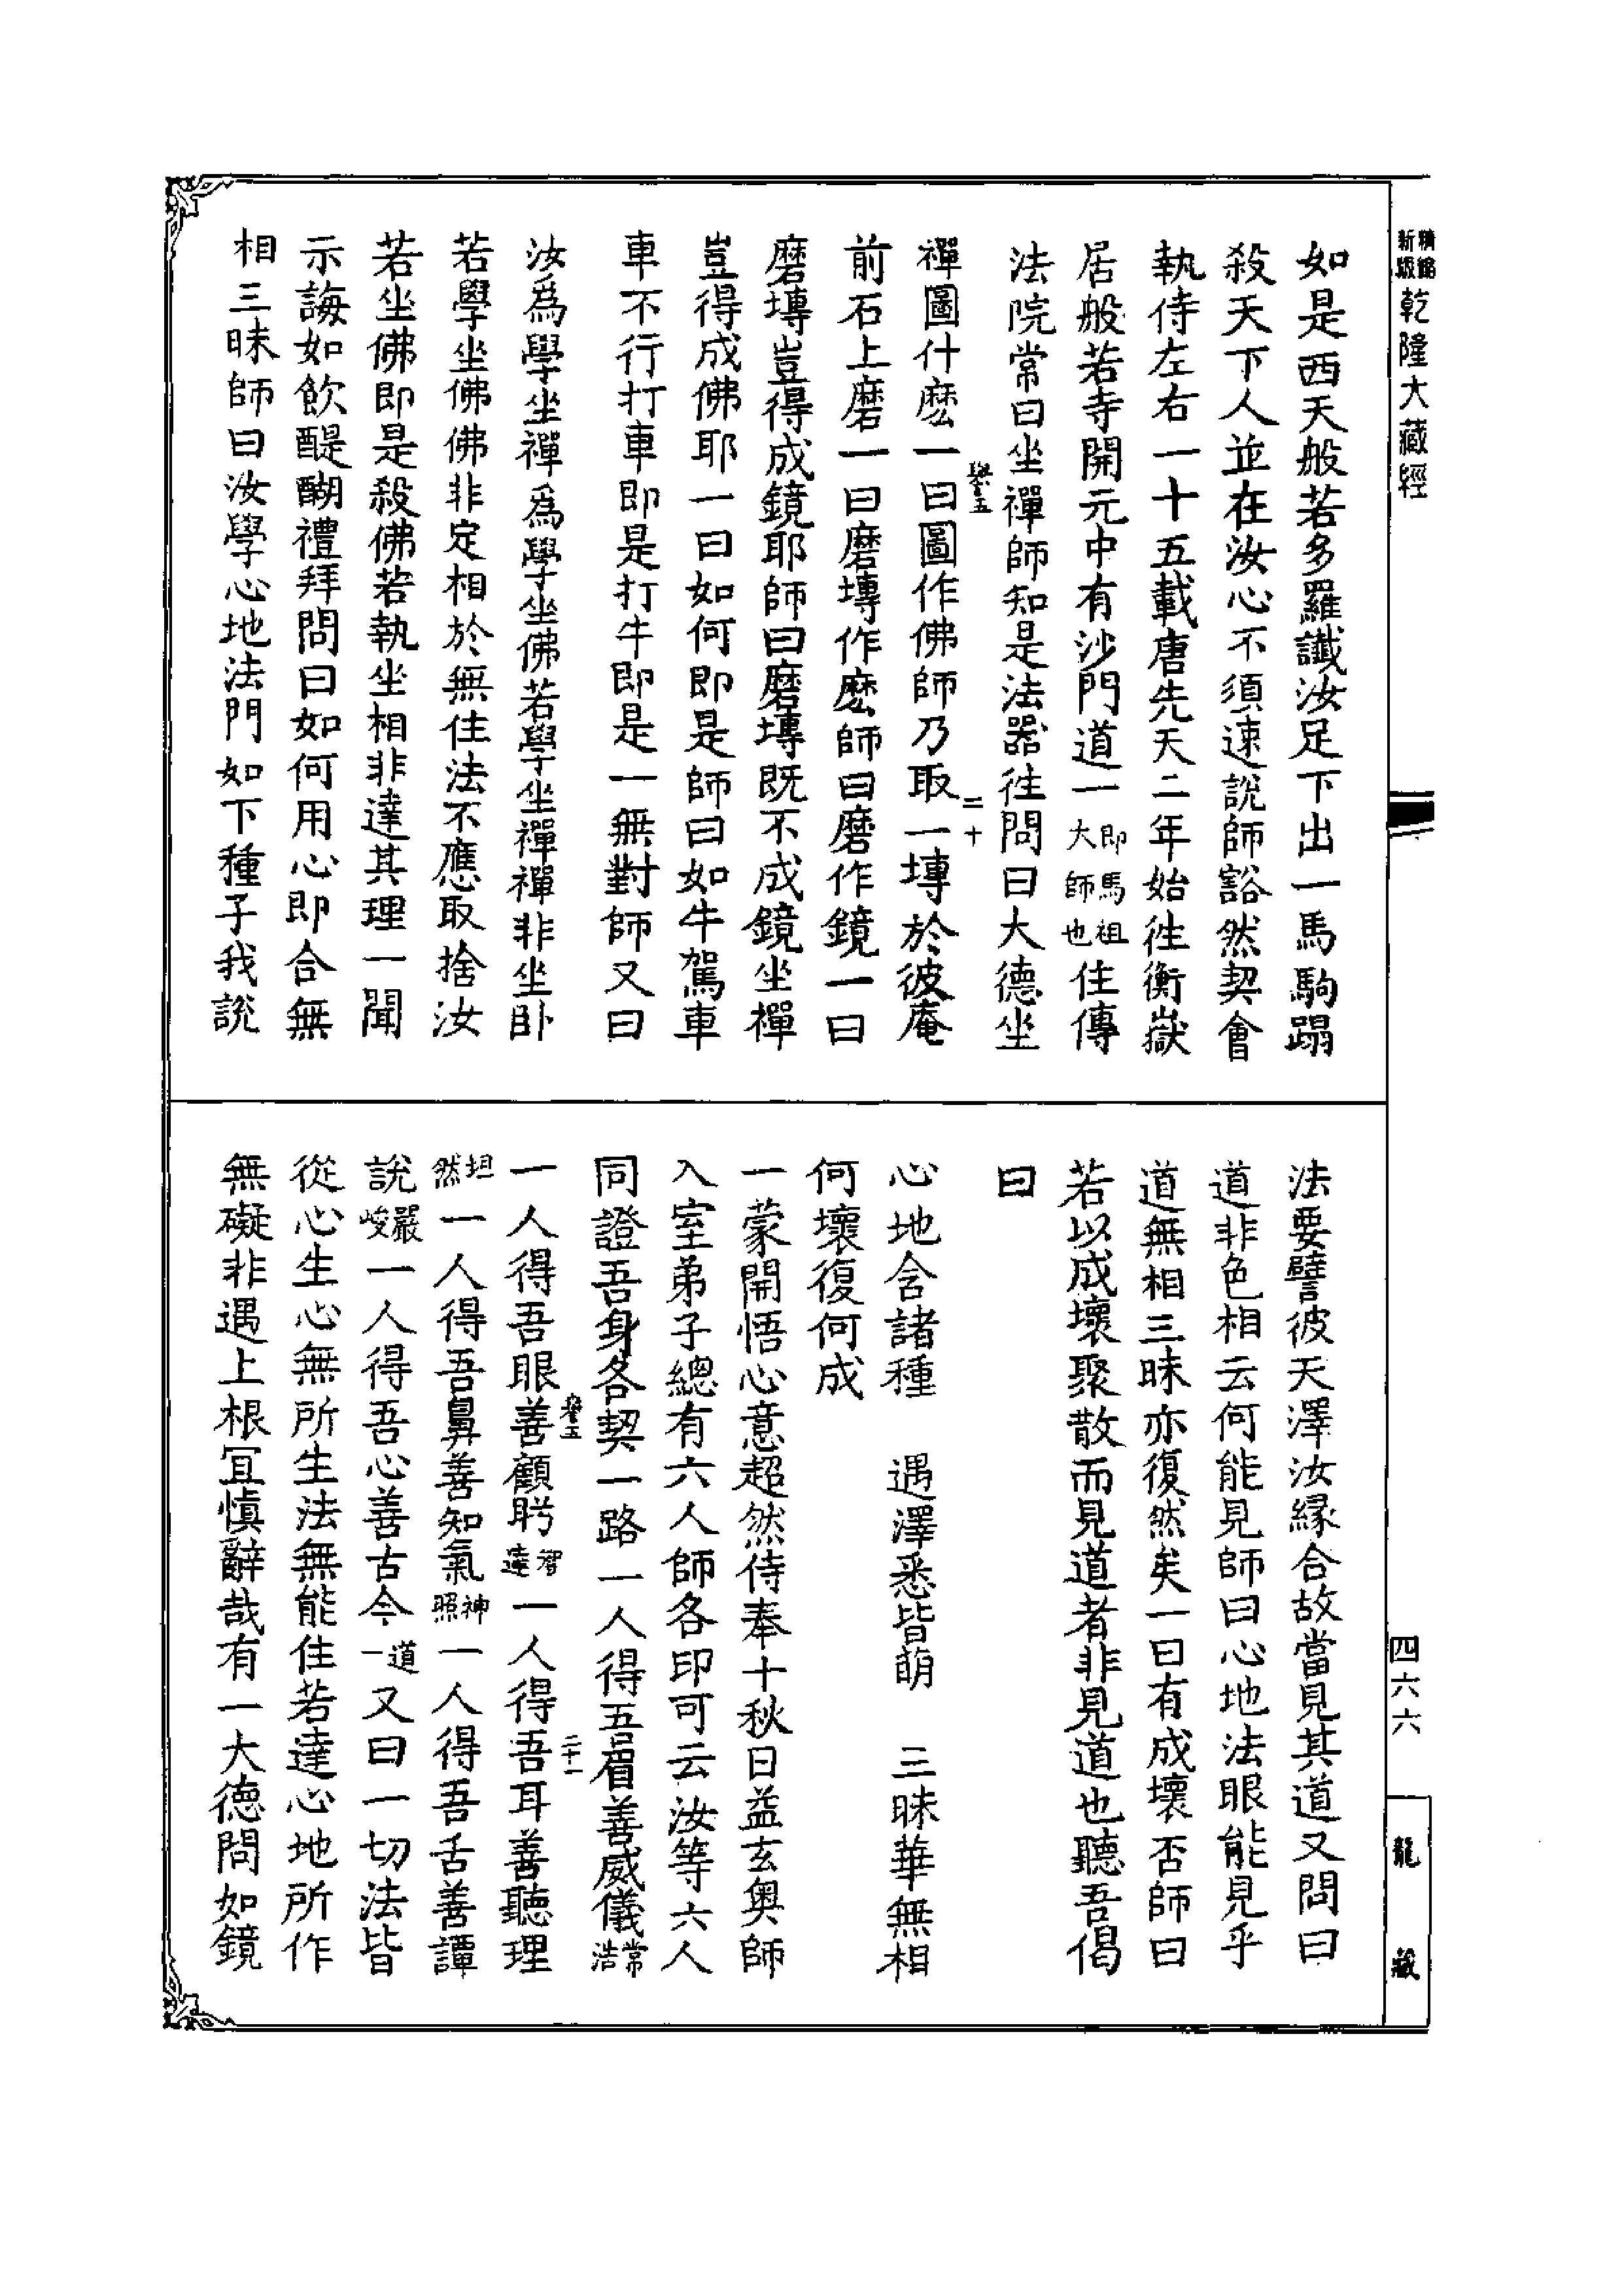 乾隆大藏經
如是西天般若多羅讖汝足下出一馬駒蹋
殺天下人並在汝心不須速說師豁然契會
執侍左右一十五載唐先天二年始往衡嶽
居般若寺開元中有沙門道一即馬祖大師也住傳
法院常日坐禪師知是法器往問曰大德坐
禪圖什麼一曰圖作佛師乃取一塼於彼庵
前石上磨一曰磨塼作麼師曰磨作鏡一曰
磨塼豈得成鏡耶師曰磨塼既不成鏡坐禪
豈得成佛耶一曰如何即是師曰如牛駕車
車不行打車即是打牛即是一無對師又曰
汝為學坐禪為學坐佛若學坐禪禪非坐卧
若學坐佛佛非定相於無住法不應取捨汝
若坐佛即是殺佛若執坐相非達其理一聞
示誨如飲醍醐禮拜問曰如何用心即合無
相三昧師曰汝學心地法門如下種子我說
二十
法要譬彼天澤汝緣合故當見其道又問曰
道非色相云何能見師曰心地法眼能見乎
道無相三昧亦復然矣一曰有成壞否師曰
若以成壞聚散而見道者非見道也聽吾偈
曰
心地含諸種　遇澤悉皆萌　三昧華無相
何壞復何成
一蒙開悟心意超然侍奉十秋日益玄奧師
入室弟子總有六人師各印可云汝等六人
同證吾身各契一路一人得吾眉善威儀常浩
一人得吾眼善顧盻智達一人得吾耳善聽理
坦然一人得吾鼻善知氣神照一人得吾舌善譚
說嚴峻一人得吾心善古今道一又曰一切法皆
從心生心無所生法無能住若達心地所作
無礙非遇上根宜慎辭哉有一大德問如鏡
二十一
四六六
龍藏